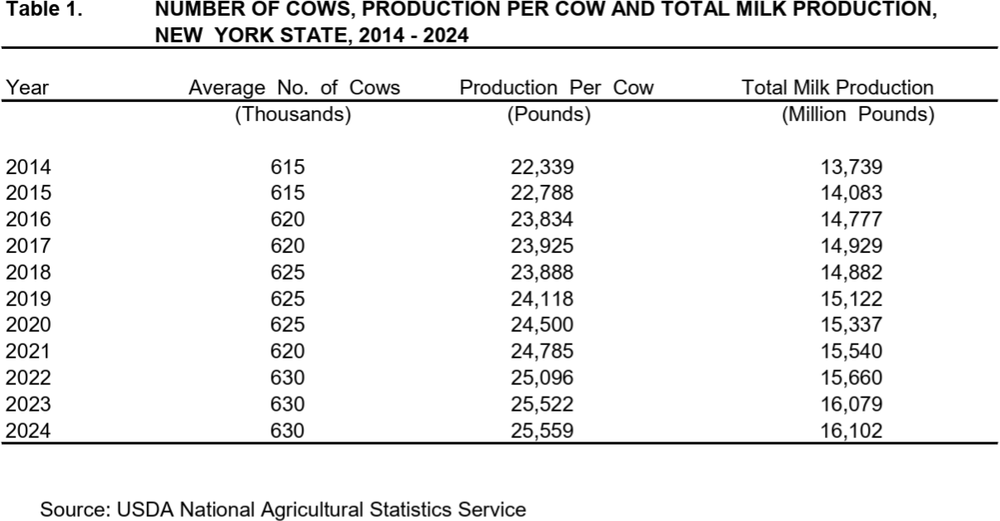 Table 1. NUMBER OF COWS, PRODUCTION PER COW AND TOTAL MILK PRODUCTION,
NEW YORK STATE, 2014 - 2024
Year Average No. of Cows Production Per Cow Total Milk Production
(Thousands) (Pounds) (Million Pounds)
2014 615 22,339 13,739
2015 615 22,788 14,083
2016 620 23,834 14,777
2017 620 23,925 14,929
2018 625 23,888 14,882
2019 625 24,118 15,122
2020 625 24,500 15,337
2021 620 24,785 15,540
2022 630 25,096 15,660
2023 630 25,522 16,079
2024 630 25,559 16,102
Source: USDA National Agricultural Statistics Service